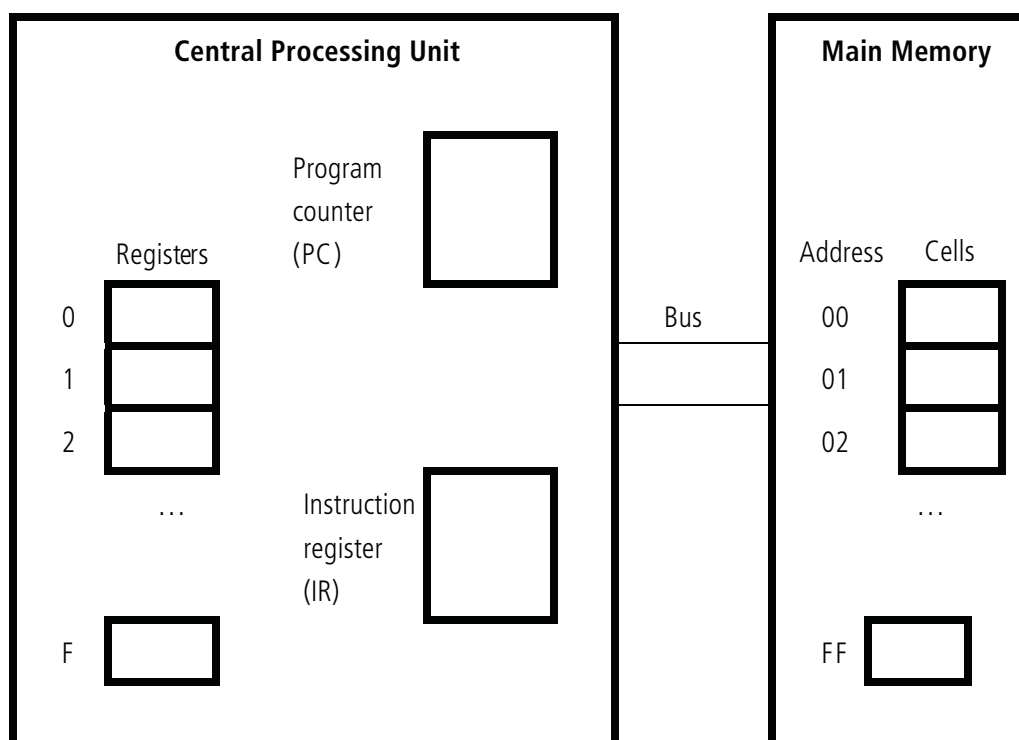 Central Processing Unit
Main Memory
Program
counter
(PC)
Registers
0
1
2
...
F
Instruction
register
(IR)
Bus
Address
Cells
00
01
02
...
FF